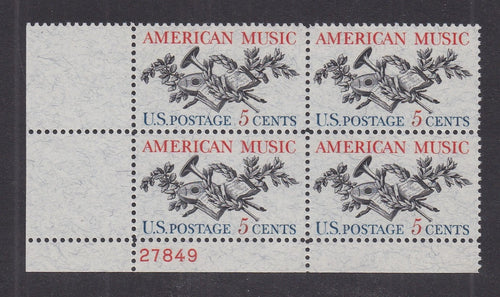 AMERICAN MUSIC AMERICAN MUSIC
U.S. POSTAGE 5 CENTS U.S. POSTAGE 5 CENTS
AMERICAN MUSIC AMERICAN MUSIC
U.S. POSTAGE 5 CENTS U.S. POSTAGE 5 CENTS
27849